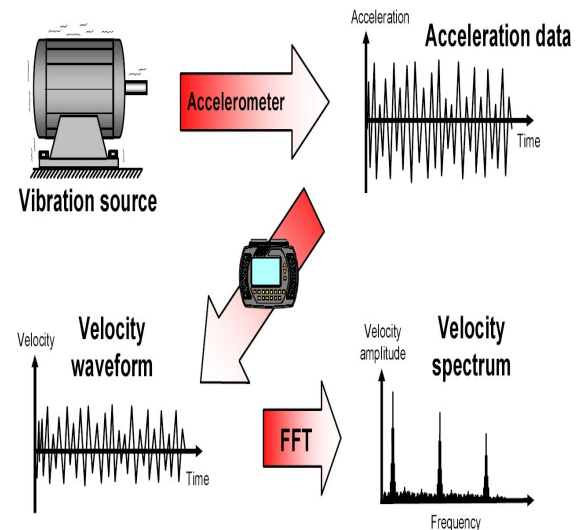 Acceleration
Acceleration data
Accelerometer
Time
Vibration source
Velocity
Velocity
waveform
Time
FFT
Velocity
amplitude
Velocity
spectrum
Frequency